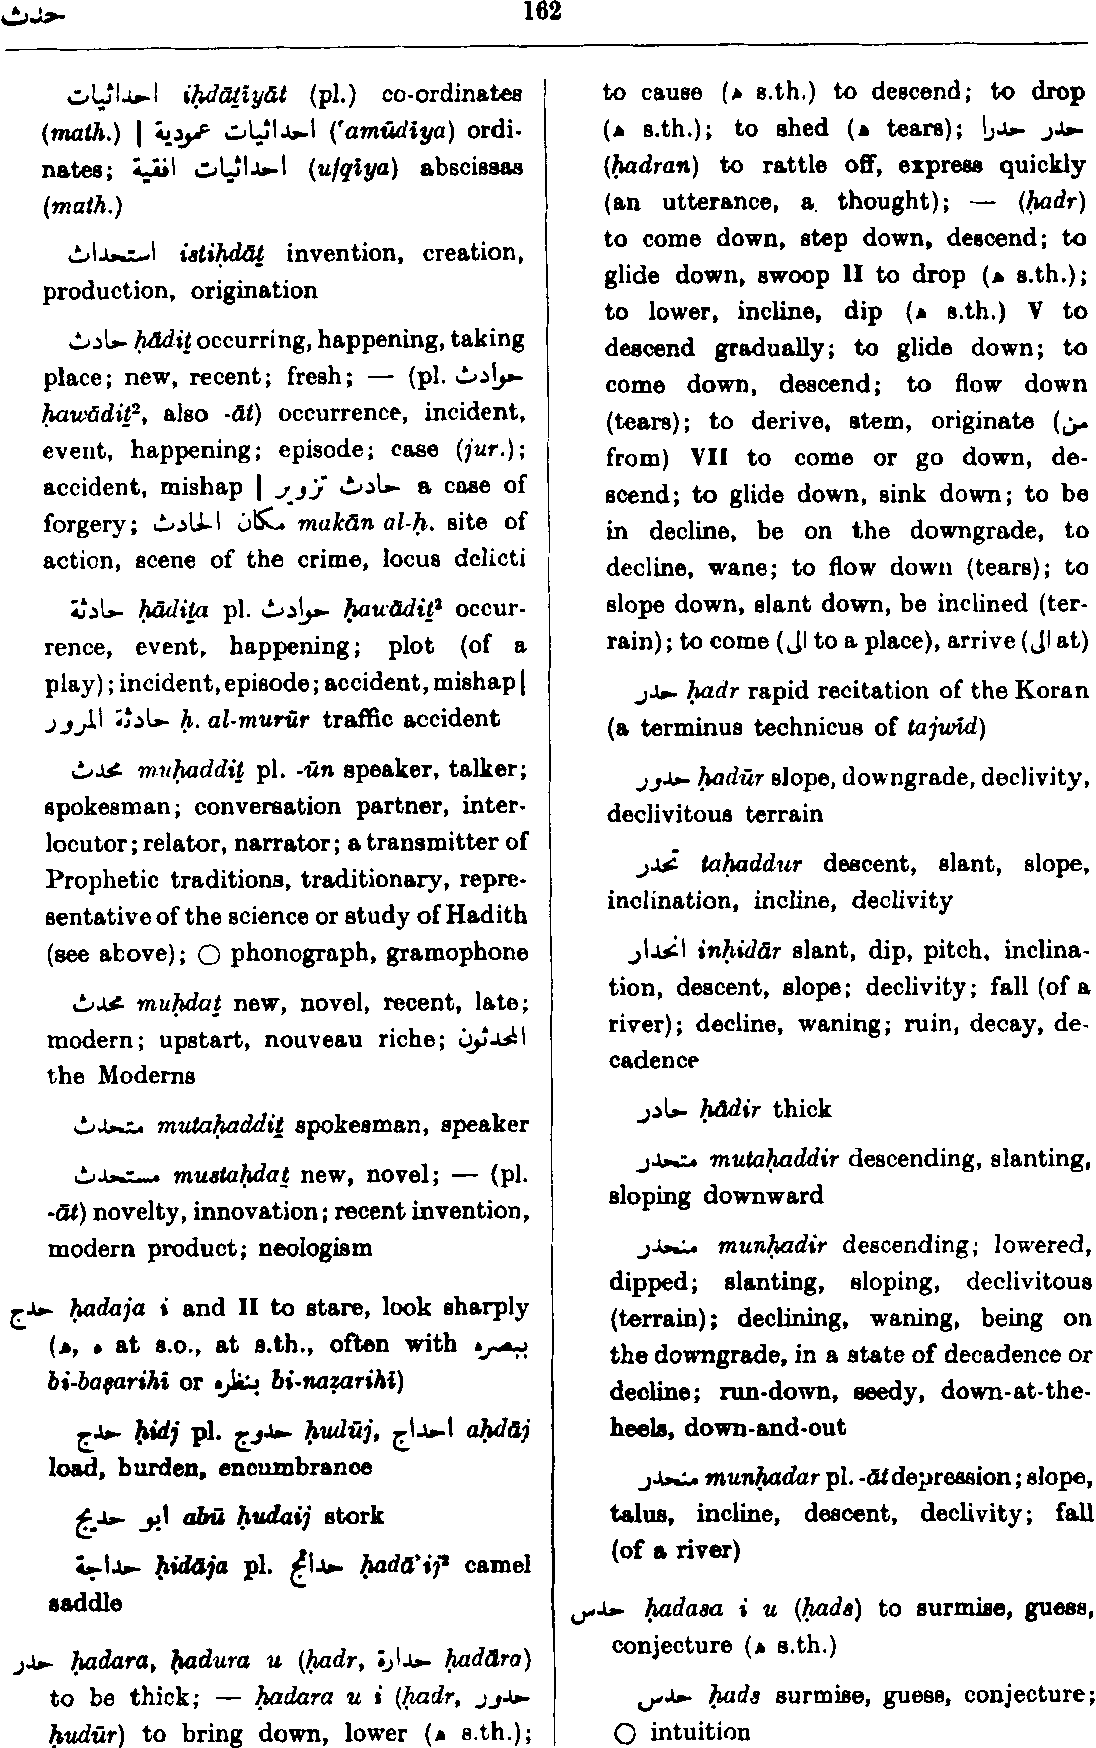 حدث
162
احداثيات iḥdāṯīyāt (pl.) co-ordinates
(math.) | احداثيات عمودية (‘amūdīya) ordi-
nates; احداثيات افقية (ufqīya) abscissas
(math.)
استحداث istiḥdāṯ invention, creation,
production, origination
حادث ḥādiṯ occurring, happening, taking
place; new, recent; fresh; — (pl. حوادث
ḥawādiṯ², also -āt) occurrence, incident,
event, happening; episode; case (jur.);
accident, mishap | حادث تزوير a case of
forgery; مكان الحادث makān al-ḥ. site of
action, scene of the crime, locus delicti
حادثة ḥādiṯa pl. حوادث ḥawādiṯ² occur-
rence, event, happening; plot (of a
play); incident, episode; accident, mishap |
حادثة المرور ḥ. al-murūr traffic accident
محدث muḥaddiṯ pl. -ūn speaker, talker;
spokesman; conversation partner, inter-
locutor; relator, narrator; a transmitter of
Prophetic traditions, traditionary, repre-
sentative of the science or study of Hadith
(see above); ○ phonograph, gramophone
محدث muḥdaṯ new, novel, recent, late;
modern; upstart, nouveau riche; المحدثون
the Moderns
متحدث mutaḥaddiṯ spokesman, speaker
مستحدث mustaḥdaṯ new, novel; — (pl.
-āt) novelty, innovation; recent invention,
modern product; neologism
حدج ḥadaja i and II to stare, look sharply
(ه, ه at s.o., at s.th., often with ببصره
bi-baṣarihī or بنظره bi-naẓarihī)
حدج ḥidj pl. حدوج ḥudūj, احداج aḥdāj
load, burden, encumbrance
ابو حديج abū ḥudaij stork
حداجة ḥidāja pl. حدائج ḥadā’ij² camel
saddle
حدر ḥadara, ḥadura u (ḥadr, حدارة ḥadāra)
to be thick; — ḥadara u i (ḥadr, حدور
ḥudūr) to bring down, lower (ه s.th.);
to cause (ه s.th.) to descend; to drop
(ه s.th.); to shed (ه tears); حدر حدرا
(ḥadran) to rattle off, express quickly
(an utterance, a thought); — (ḥadr)
to come down, step down, descend; to
glide down, swoop II to drop (ه s.th.);
to lower, incline, dip (ه s.th.) V to
descend gradually; to glide down; to
come down, descend; to flow down
(tears); to derive, stem, originate (من
from) VII to come or go down, de-
scend; to glide down, sink down; to be
in decline, be on the downgrade, to
decline, wane; to flow down (tears); to
slope down, slant down, be inclined (ter-
rain); to come (الى to a place), arrive (الى at)
حدر ḥadr rapid recitation of the Koran
(a terminus technicus of tajwīd)
حدور ḥadūr slope, downgrade, declivity,
declivitous terrain
تحدر taḥaddur descent, slant, slope,
inclination, incline, declivity
انحدار inḥidār slant, dip, pitch, inclina-
tion, descent, slope; declivity; fall (of a
river); decline, waning; ruin, decay, de-
cadence
حادر ḥādir thick
متحدر mutaḥaddir descending, slanting,
sloping downward
منحدر munḥadir descending; lowered,
dipped; slanting, sloping, declivitous
(terrain); declining, waning, being on
the downgrade, in a state of decadence or
decline; run-down, seedy, down-at-the-
heels, down-and-out
منحدر munḥadar pl. -āt depression; slope,
talus, incline, descent, declivity; fall
(of a river)
حدس ḥadasa i u (ḥads) to surmise, guess,
conjecture (ه s.th.)
حدس ḥads surmise, guess, conjecture;
○ intuition